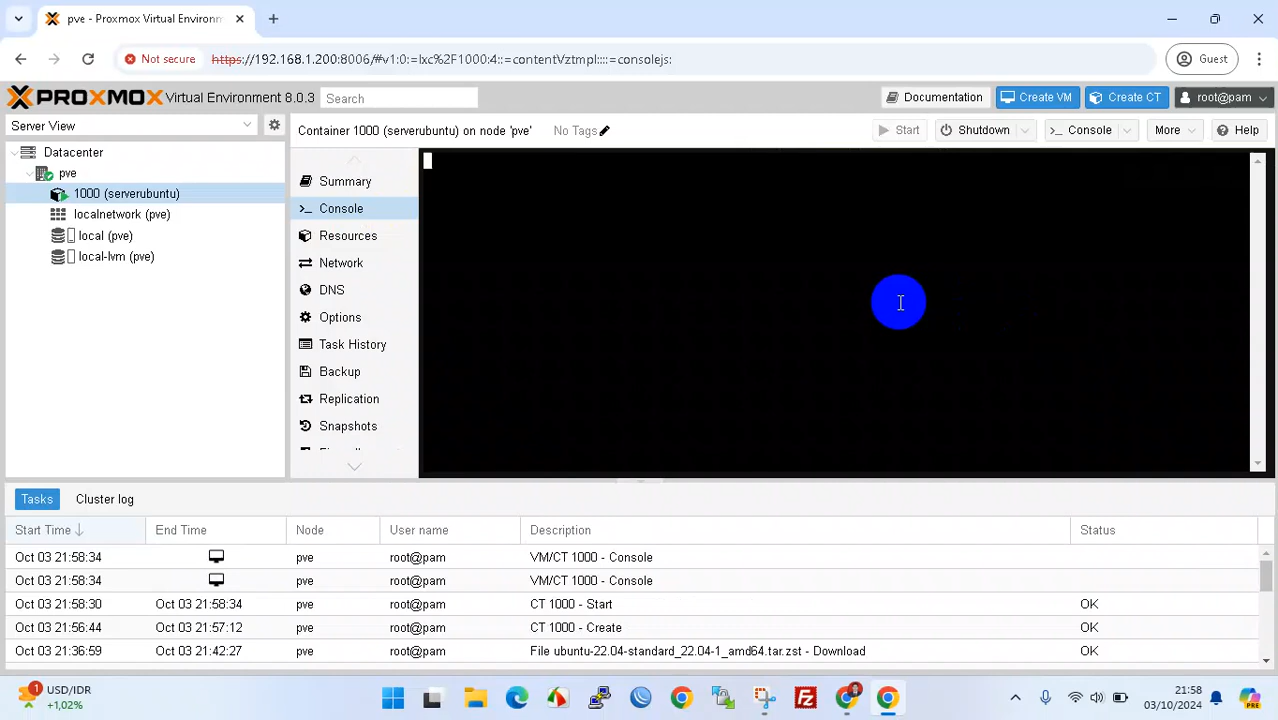 pve - Proxmox Virtual Environm
Not secure
https://192.168.1.200:8006/#v1:0:=lxc%2F1000:4::=contentVztmpl::::=consolejs:
Guest
PROXMOX Virtual Environment 8.0.3
Search
Documentation
Create VM
Create CT
root@pam
Server View
Container 1000 (serverubuntu) on node 'pve'
No Tags
Start
Shutdown
Console
More
Help
Datacenter
pve
1000 (serverubuntu)
localnetwork (pve)
local (pve)
local-lvm (pve)
Summary
Console
Resources
Network
DNS
Options
Task History
Backup
Replication
Snapshots
Tasks
Cluster log
Start Time End Time Node User name Description Status
Oct 03 21:58:34 pve root@pam VM/CT 1000 - Console
Oct 03 21:58:34 pve root@pam VM/CT 1000 - Console
Oct 03 21:58:30 Oct 03 21:58:34 pve root@pam CT 1000 - Start OK
Oct 03 21:56:44 Oct 03 21:57:12 pve root@pam CT 1000 - Create OK
Oct 03 21:36:59 Oct 03 21:42:27 pve root@pam File ubuntu-22.04-standard_22.04-1_amd64.tar.zst - Download OK
1
USD/IDR
+1,02%
Fz
21:58
03/10/2024
PRE